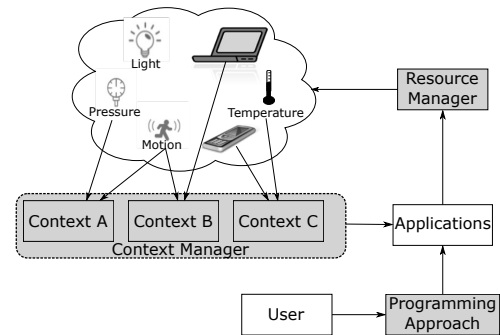 Light
Pressure
Temperature
Motion
Resource
Manager
Context A
Context B
Context C
Context Manager
Applications
User
Programming
Approach